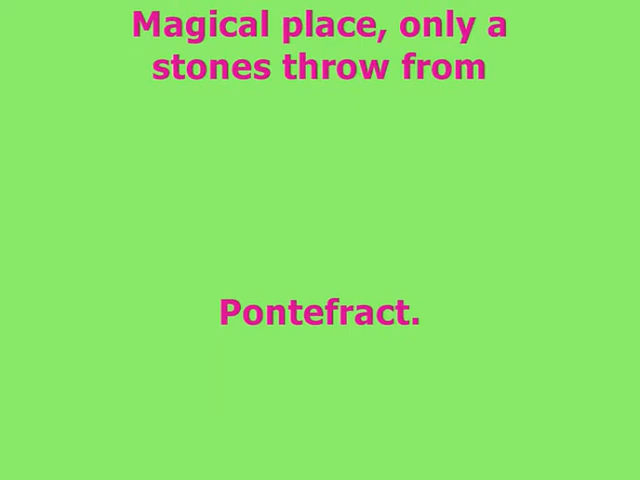 Magical place, only a
stones throw from
Pontefract.